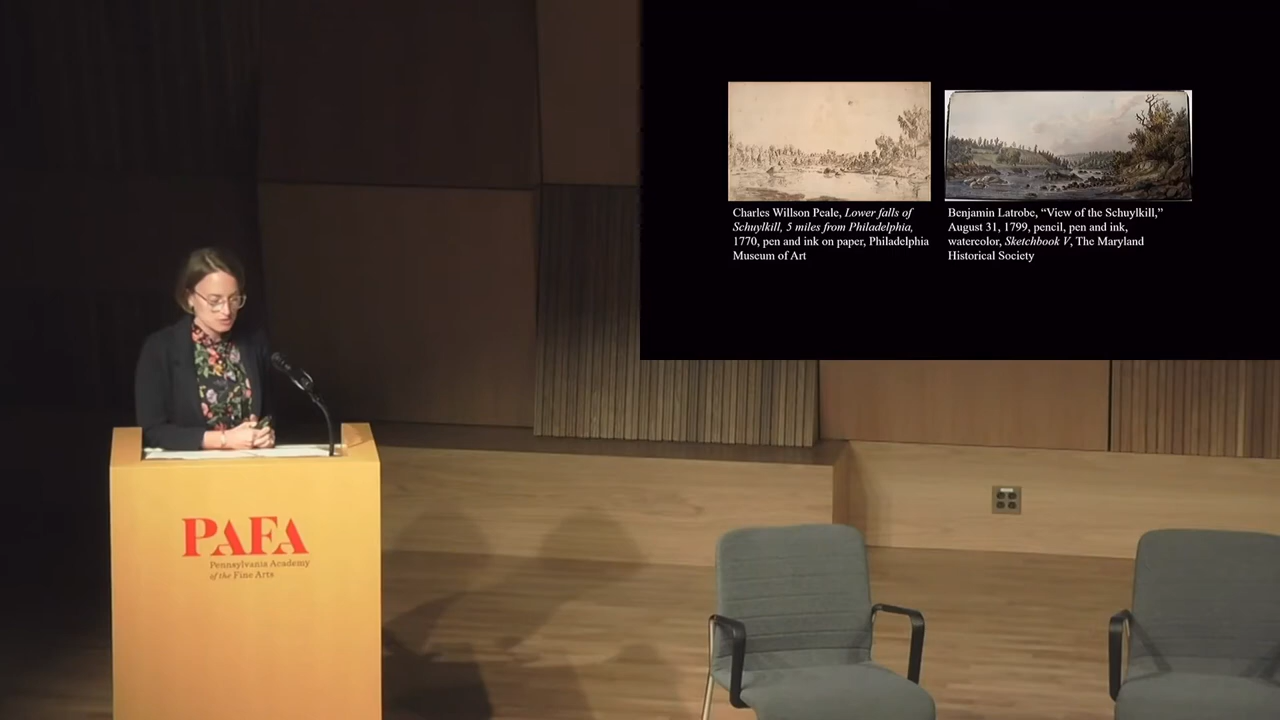 Charles Willson Peale, Lower falls of
Schuylkill, 5 miles from Philadelphia,
1770, pen and ink on paper, Philadelphia
Museum of Art
Benjamin Latrobe, “View of the Schuylkill,”
August 31, 1799, pencil, pen and ink,
watercolor, Sketchbook V, The Maryland
Historical Society
PAFA
Pennsylvania Academy
of the Fine Arts